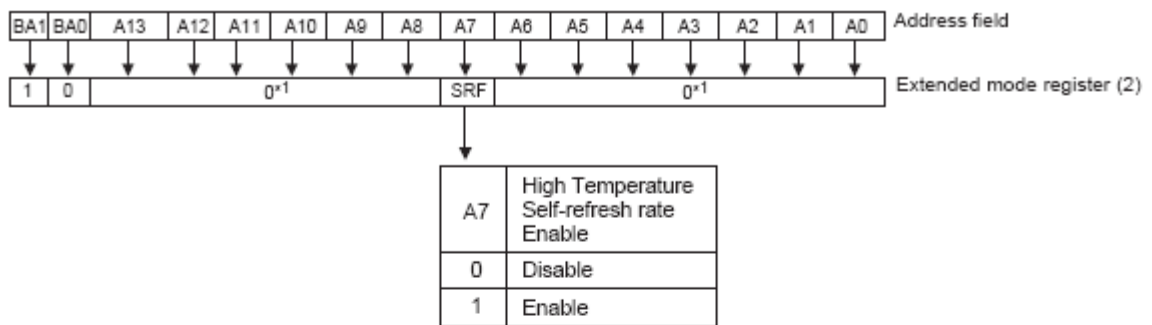 BA1 BA0 A13 A12 A11 A10 A9 A8 A7 A6 A5 A4 A3 A2 A1 A0 Address field
1 0 0*1 SRF 0*1 Extended mode register (2)
A7 High Temperature
Self-refresh rate
Enable
0 Disable
1 Enable